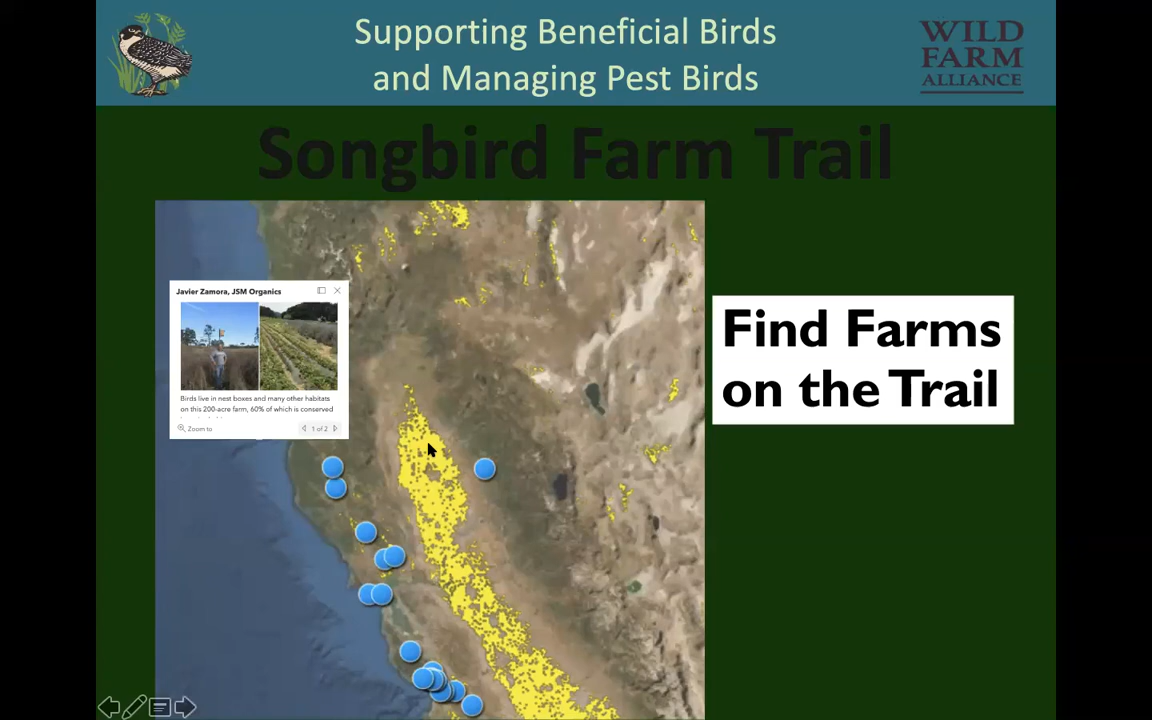 Supporting Beneficial Birds
and Managing Pest Birds
WILD
FARM
ALLIANCE
Songbird Farm Trail
Javier Zamora, JSM Organics
Birds live in nest boxes and many other habitats
on this 200-acre farm, 60% of which is conserved
Zoom to
1 of 2
Find Farms
on the Trail